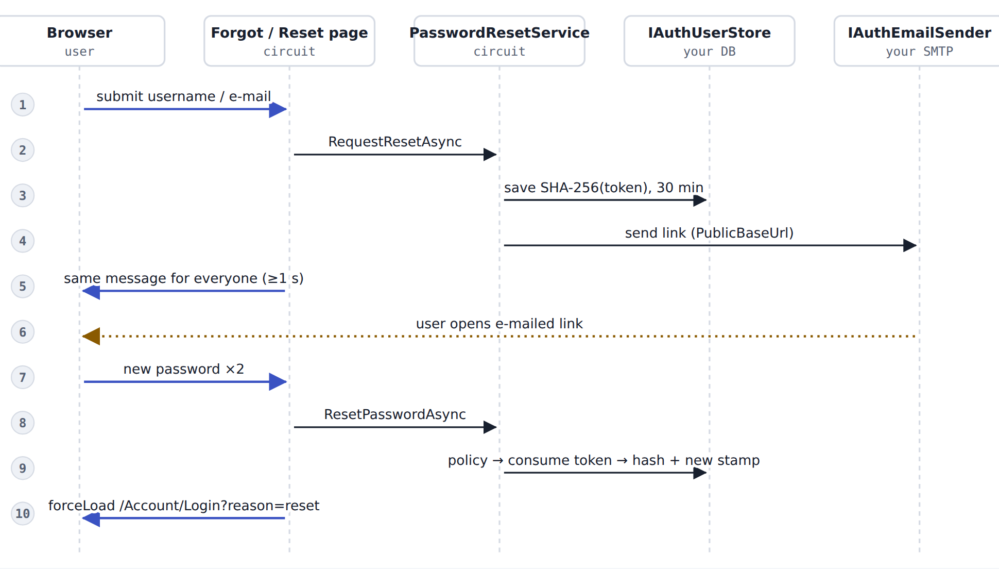 Browser
user
Forgot / Reset page
circuit
PasswordResetService
circuit
IAuthUserStore
your DB
IAuthEmailSender
your SMTP
1
submit username / e-mail
2
RequestResetAsync
3
save SHA-256(token), 30 min
4
send link (PublicBaseUrl)
5
same message for everyone (≥1 s)
6
user opens e-mailed link
7
new password ×2
8
ResetPasswordAsync
9
policy → consume token → hash + new stamp
10
forceLoad /Account/Login?reason=reset